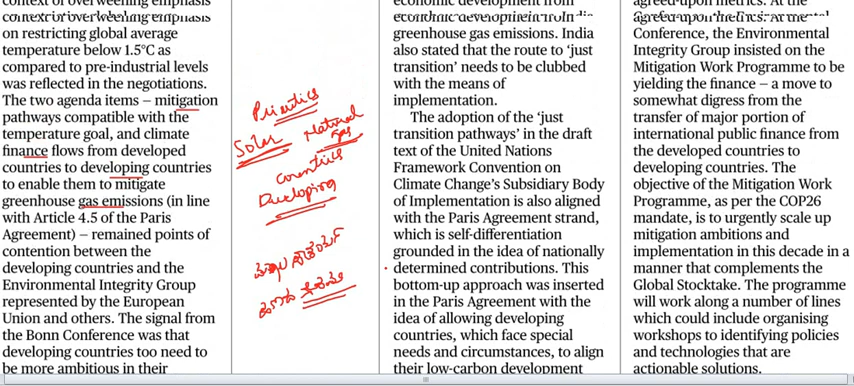 on restricting global average
temperature below 1.5°C as
compared to pre-industrial levels
was reflected in the negotiations.
The two agenda items — mitigation
pathways compatible with the
temperature goal, and climate
finance flows from developed
countries to developing countries
to enable them to mitigate
greenhouse gas emissions (in line
with Article 4.5 of the Paris
Agreement) — remained points of
contention between the
developing countries and the
Environmental Integrity Group
represented by the European
Union and others. The signal from
the Bonn Conference was that
developing countries too need to
be more ambitious in their
Priorities
Solar Natural
gas
Countries
Developing
greenhouse gas emissions. India
also stated that the route to ‘just
transition’ needs to be clubbed
with the means of
implementation.
The adoption of the ‘just
transition pathways’ in the draft
text of the United Nations
Framework Convention on
Climate Change’s Subsidiary Body
of Implementation is also aligned
with the Paris Agreement strand,
which is self-differentiation
grounded in the idea of nationally
determined contributions. This
bottom-up approach was inserted
in the Paris Agreement with the
idea of allowing developing
countries, which face special
needs and circumstances, to align
their low-carbon development
agreed-upon metrics. At the
Conference, the Environmental
Integrity Group insisted on the
Mitigation Work Programme to be
yielding the finance — a move to
somewhat digress from the
transfer of major portion of
international public finance from
the developed countries to
developing countries. The
objective of the Mitigation Work
Programme, as per the COP26
mandate, is to urgently scale up
mitigation ambitions and
implementation in this decade in a
manner that complements the
Global Stocktake. The programme
will work along a number of lines
which could include organising
workshops to identifying policies
and technologies that are
actionable solutions.